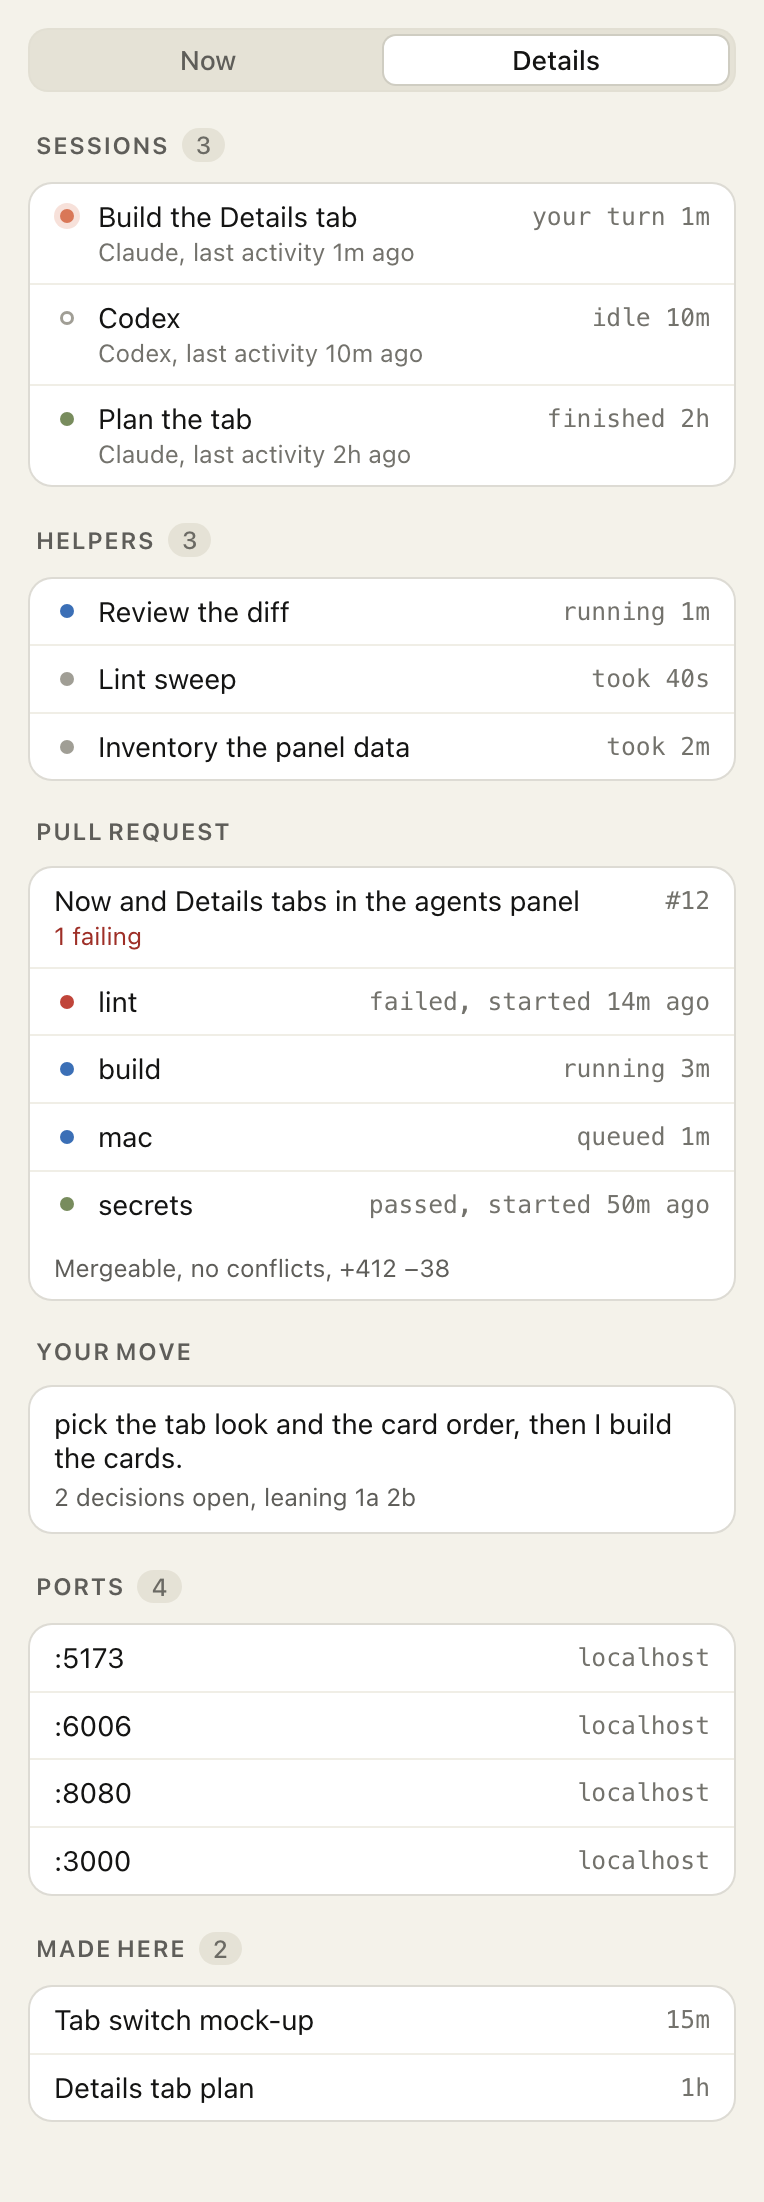 Now
Details
SESSIONS 3
Build the Details tab your turn 1m
Claude, last activity 1m ago
Codex idle 10m
Codex, last activity 10m ago
Plan the tab finished 2h
Claude, last activity 2h ago
HELPERS 3
Review the diff running 1m
Lint sweep took 40s
Inventory the panel data took 2m
PULL REQUEST
Now and Details tabs in the agents panel #12
1 failing
lint failed, started 14m ago
build running 3m
mac queued 1m
secrets passed, started 50m ago
Mergeable, no conflicts, +412 −38
YOUR MOVE
pick the tab look and the card order, then I build
the cards.
2 decisions open, leaning 1a 2b
PORTS 4
:5173 localhost
:6006 localhost
:8080 localhost
:3000 localhost
MADE HERE 2
Tab switch mock-up 15m
Details tab plan 1h